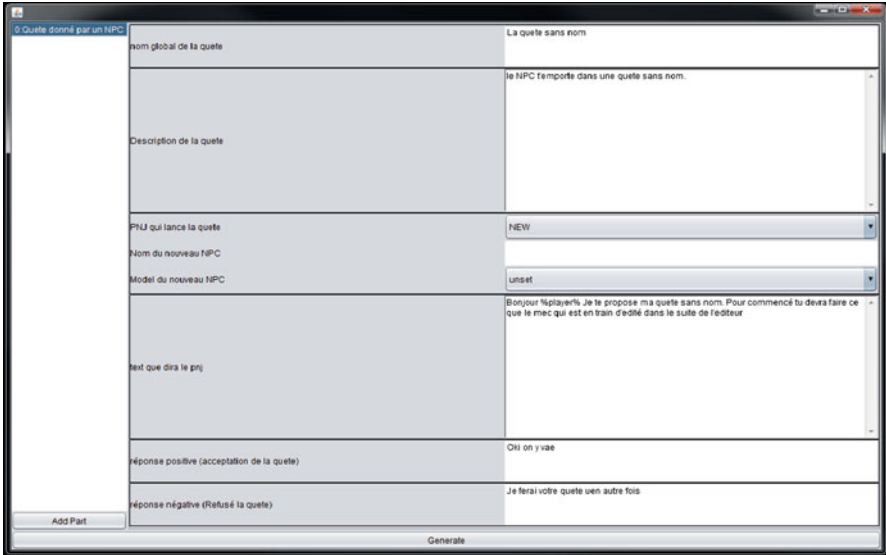 0:Quete donné par un NPC
nom global de la quete
La quete sans nom
Description de la quete
le NPC t'emporte dans une quete sans nom.
PNJ qui lance la quete
NEW
Nom du nouveau NPC
Model du nouveau NPC
unset
text que dira le pnj
Bonjour %player% Je te propose ma quete sans nom. Pour commencé tu devra faire ce
que le mec qui est en train d'edité dans le suite de l'editeur
réponse positive (acceptation de la quete)
Oki on y vae
réponse négative (Refusé la quete)
Je ferai votre quete uen autre fois
Add Part
Generate